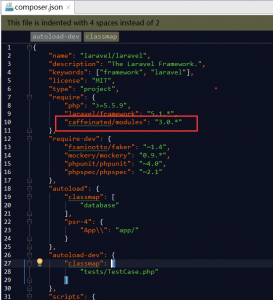 composer.json
This file is indented with 4 spaces instead of 2
autoload-dev
classmap
1 {
2 "name": "laravel/laravel",
3 "description": "The Laravel Framework.",
4 "keywords": ["framework", "laravel"],
5 "license": "MIT",
6 "type": "project",
7 "require": {
8 "php": ">=5.5.9",
9 "laravel/framework": "5.1.*",
10 "caffeinated/modules": "3.0.*"
11 },
12 "require-dev": {
13 "fzaninotto/faker": "~1.4",
14 "mockery/mockery": "0.9.*",
15 "phpunit/phpunit": "~4.0",
16 "phpspec/phpspec": "~2.1"
17 },
18 "autoload": {
19 "classmap": [
20 "database"
21 ],
22 "psr-4": {
23 "App\\": "app/"
24 }
25 },
26 "autoload-dev": {
27 "classmap": [
28 "tests/TestCase.php"
29 ]
30 },
31 "scripts": {